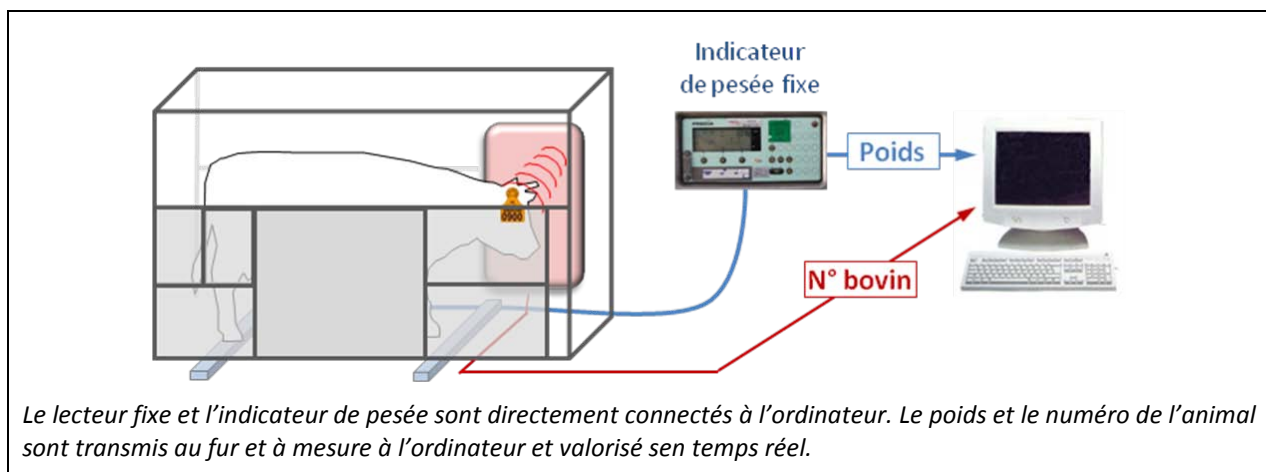 Indicateur
de pesée fixe
Poids
0900
N° bovin
Le lecteur fixe et l'indicateur de pesée sont directement connectés à l'ordinateur. Le poids et le numéro de l'animal
sont transmis au fur et à mesure à l'ordinateur et valorisé sen temps réel.